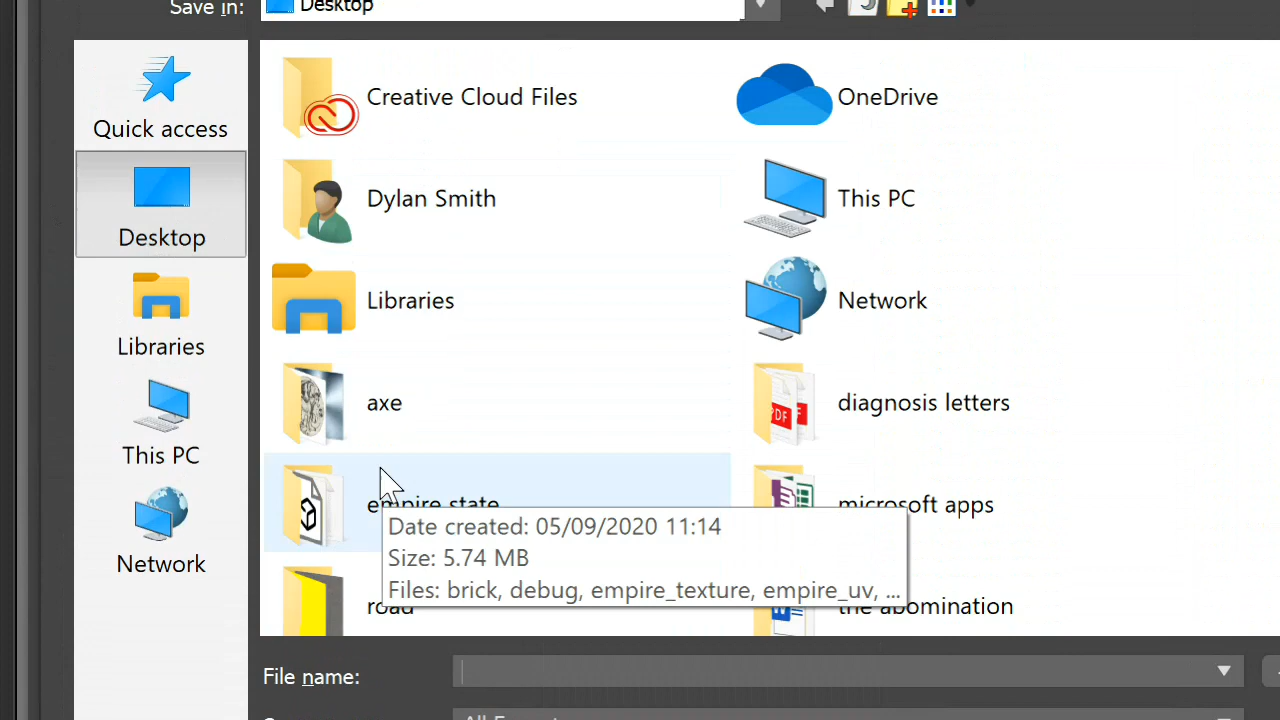 Save in:
Desktop
Quick access
Desktop
Libraries
This PC
Network
Creative Cloud Files
OneDrive
Dylan Smith
This PC
Libraries
Network
axe
diagnosis letters
empire state
microsoft apps
Date created: 05/09/2020 11:14
Size: 5.74 MB
Files: brick, debug, empire_texture, empire_uv, ...
road
the abomination
File name: